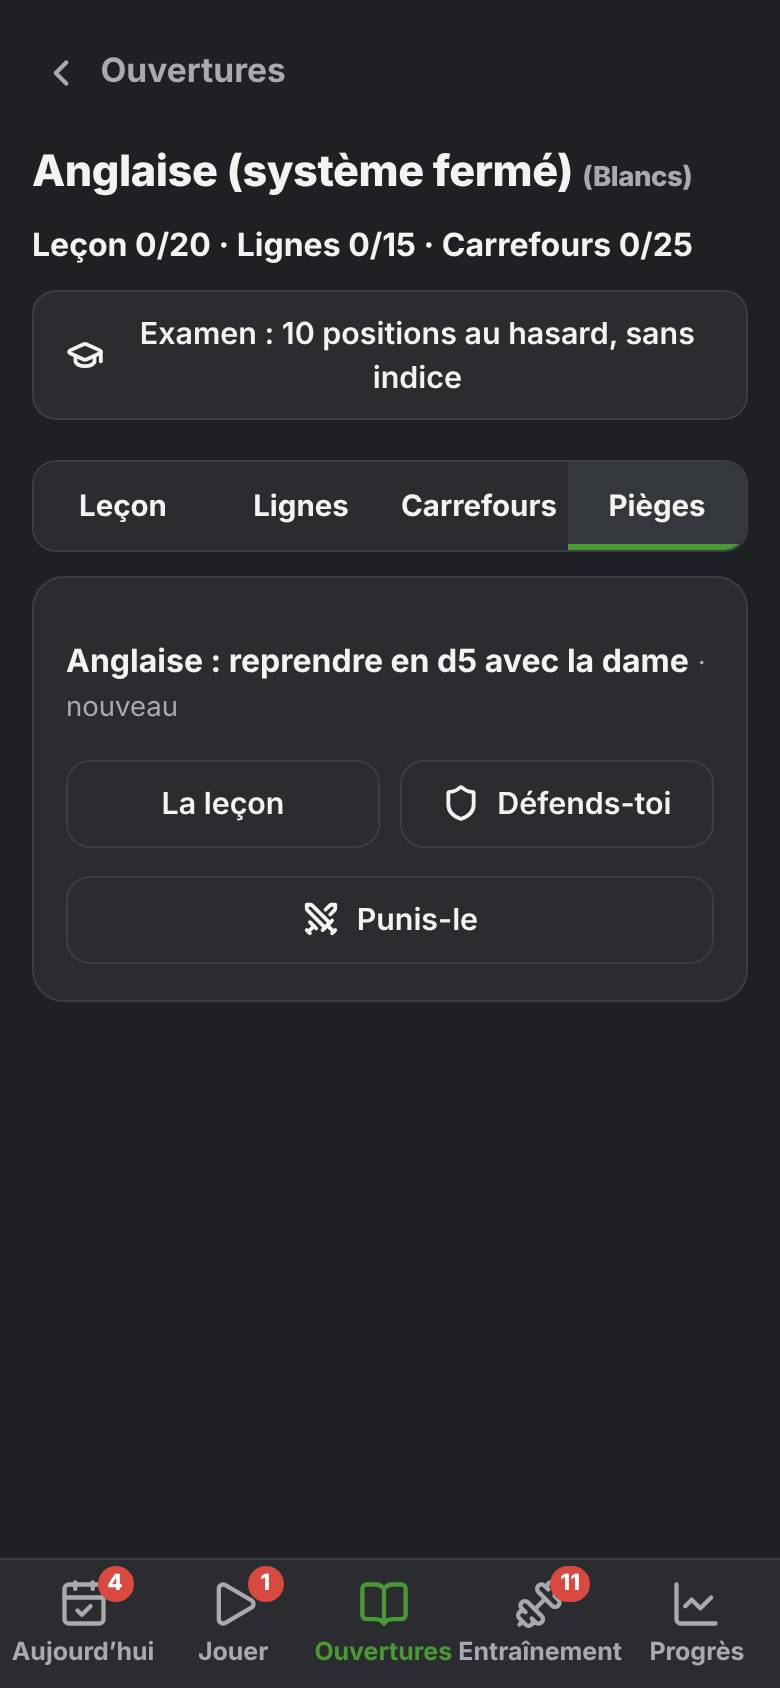 Ouvertures
Anglaise (système fermé) (Blancs)
Leçon 0/20 · Lignes 0/15 · Carrefours 0/25
Examen : 10 positions au hasard, sans
indice
Leçon Lignes Carrefours Pièges
Anglaise : reprendre en d5 avec la dame ·
nouveau
La leçon Défends-toi
Punis-le
4 1 11
Aujourd’hui Jouer Ouvertures Entraînement Progrès